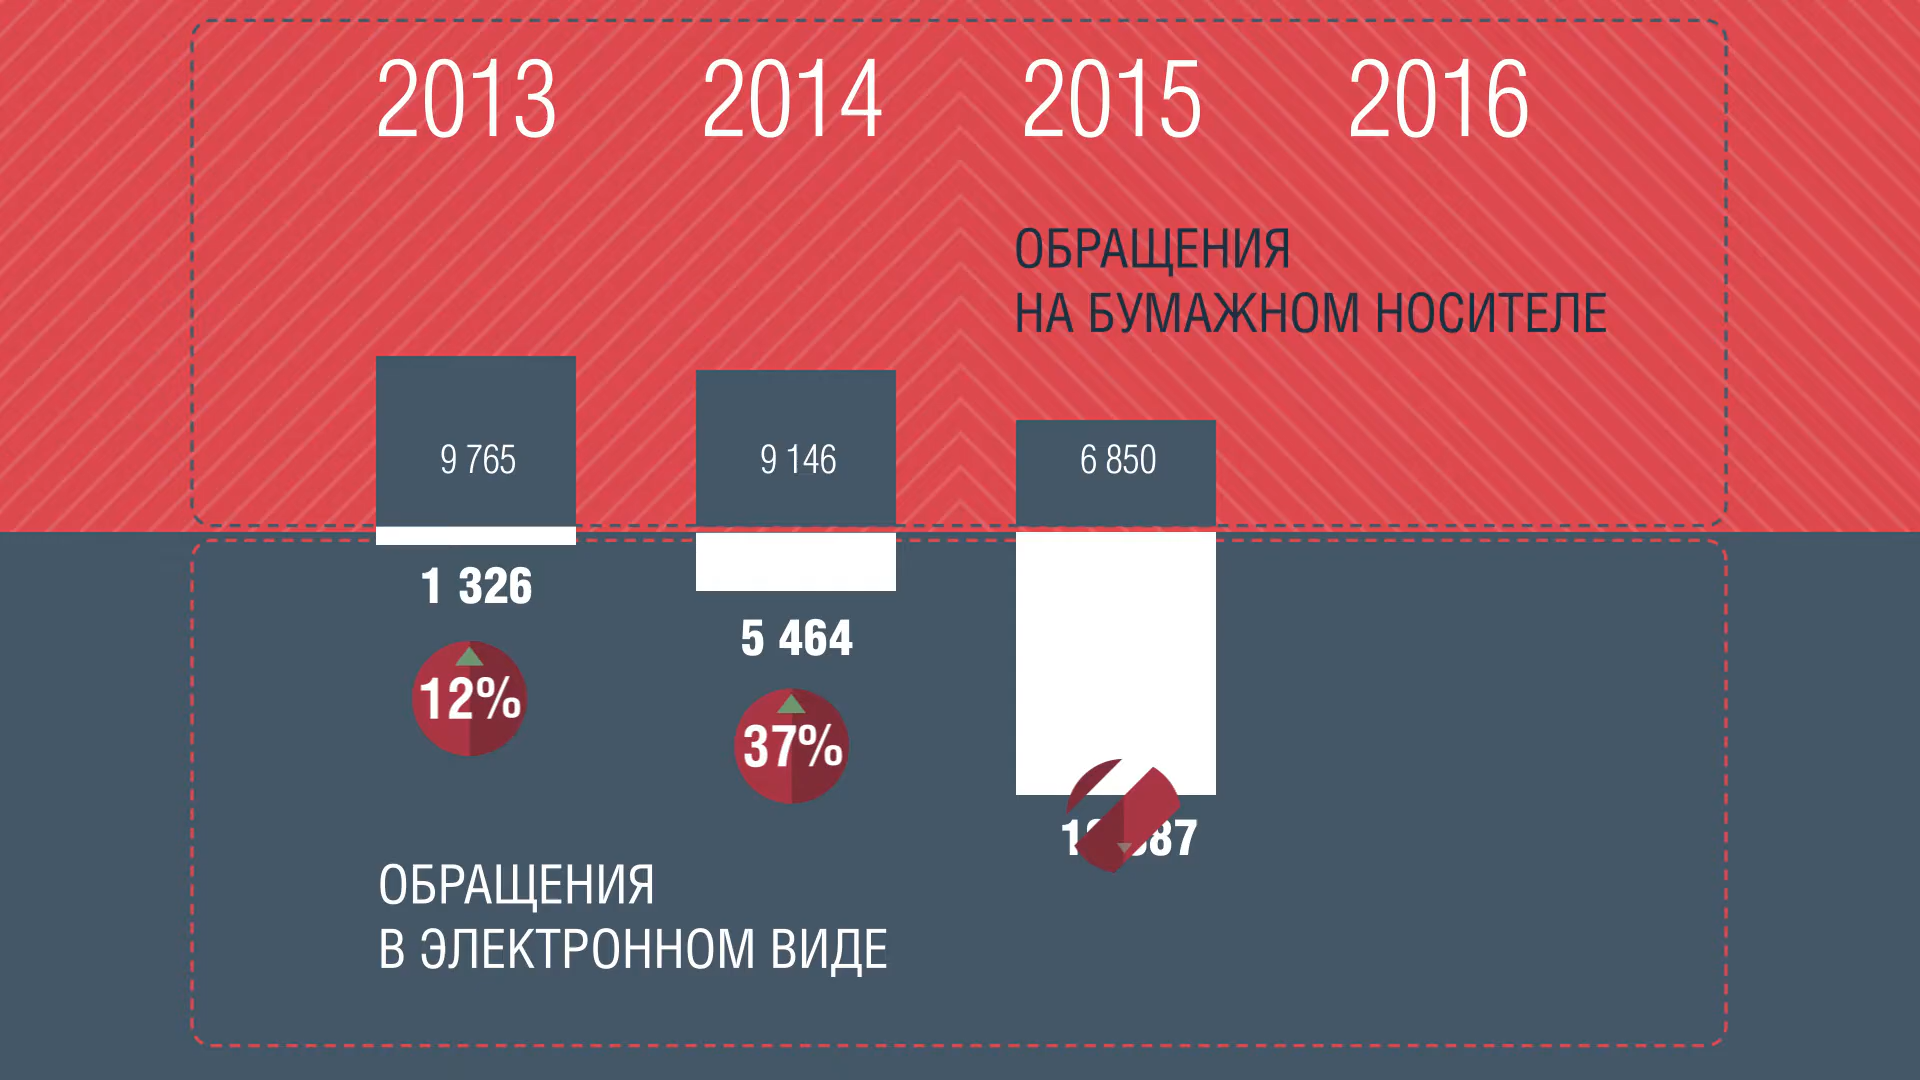 2013 2014 2015 2016
ОБРАЩЕНИЯ
НА БУМАЖНОМ НОСИТЕЛЕ
9 765 9 146 6 850
1 326
5 464
12%
37%
ОБРАЩЕНИЯ
В ЭЛЕКТРОННОМ ВИДЕ